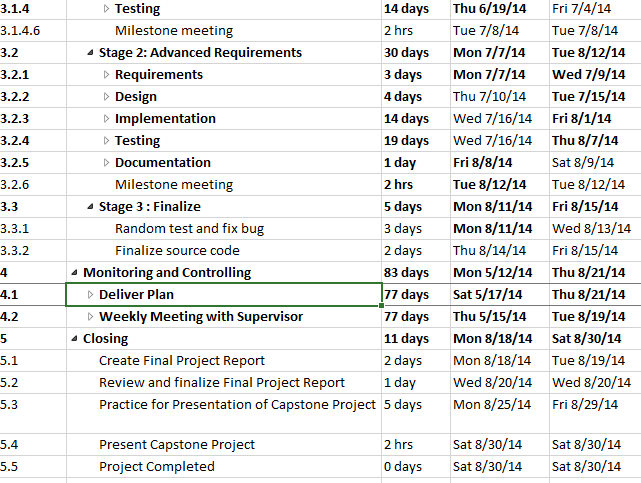 3.1.4 Testing 14 days Thu 6/19/14 Fri 7/4/14
3.1.4.6 Milestone meeting 2 hrs Tue 7/8/14 Tue 7/8/14
3.2 Stage 2: Advanced Requirements 30 days Mon 7/7/14 Tue 8/12/14
3.2.1 Requirements 3 days Mon 7/7/14 Wed 7/9/14
3.2.2 Design 4 days Thu 7/10/14 Tue 7/15/14
3.2.3 Implementation 14 days Wed 7/16/14 Fri 8/1/14
3.2.4 Testing 19 days Wed 7/16/14 Thu 8/7/14
3.2.5 Documentation 1 day Fri 8/8/14 Sat 8/9/14
3.2.6 Milestone meeting 2 hrs Tue 8/12/14 Tue 8/12/14
3.3 Stage 3 : Finalize 5 days Mon 8/11/14 Fri 8/15/14
3.3.1 Random test and fix bug 3 days Mon 8/11/14 Wed 8/13/14
3.3.2 Finalize source code 2 days Thu 8/14/14 Fri 8/15/14
4 Monitoring and Controlling 83 days Mon 5/12/14 Thu 8/21/14
4.1 Deliver Plan 77 days Sat 5/17/14 Thu 8/21/14
4.2 Weekly Meeting with Supervisor 77 days Thu 5/15/14 Tue 8/19/14
5 Closing 11 days Mon 8/18/14 Sat 8/30/14
5.1 Create Final Project Report 2 days Mon 8/18/14 Tue 8/19/14
5.2 Review and finalize Final Project Report 1 day Wed 8/20/14 Wed 8/20/14
5.3 Practice for Presentation of Capstone Project 5 days Mon 8/25/14 Fri 8/29/14
5.4 Present Capstone Project 2 hrs Sat 8/30/14 Sat 8/30/14
5.5 Project Completed 0 days Sat 8/30/14 Sat 8/30/14